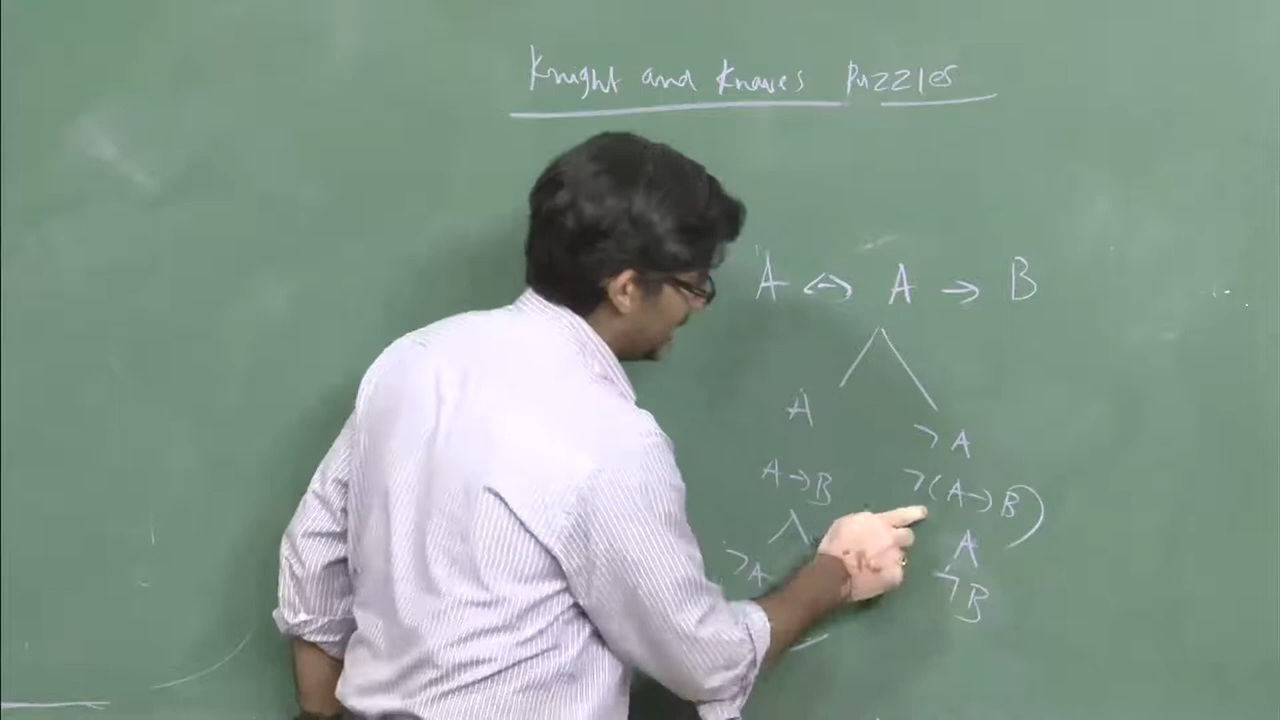 Knight and Knaves Puzzles
A ↔ A → B
A
¬A
A→B
¬(A→B)
A
¬A
¬B